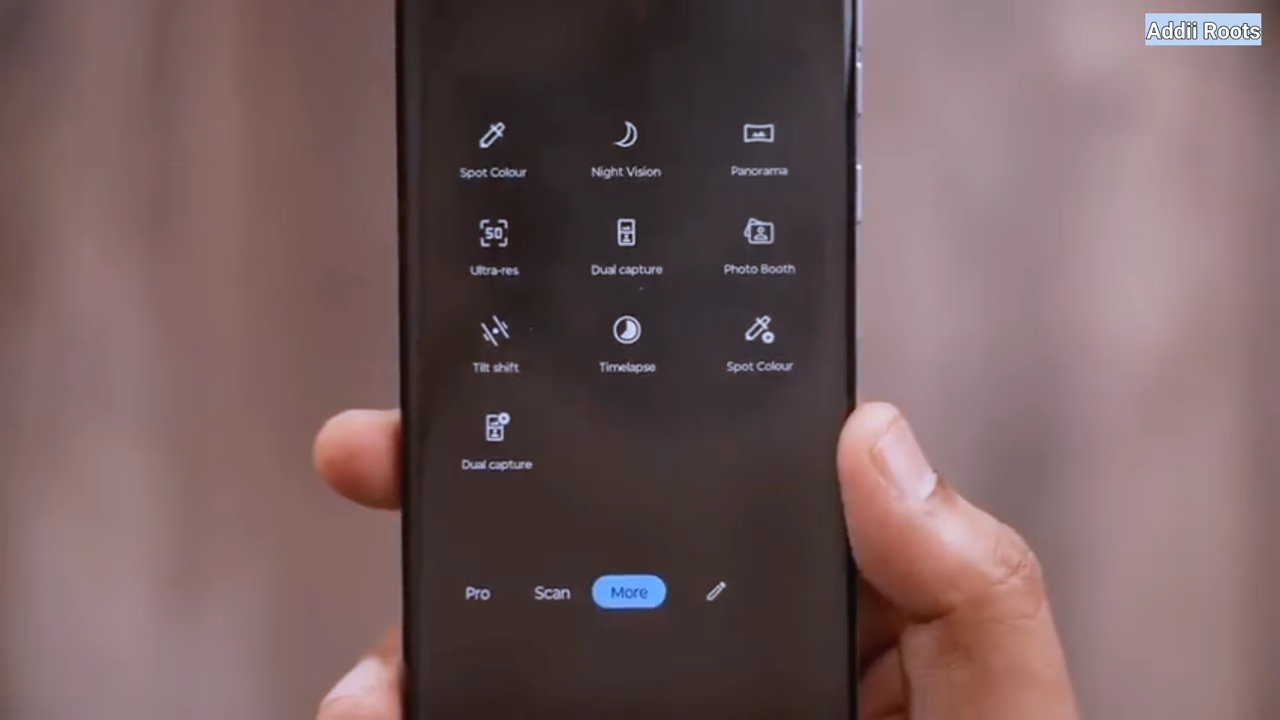 Addii Roots
Spot Colour
Night Vision
Panorama
50
Ultra-res
Dual capture
Photo Booth
Tilt shift
Timelapse
Spot Colour
Dual capture
Pro
Scan
More